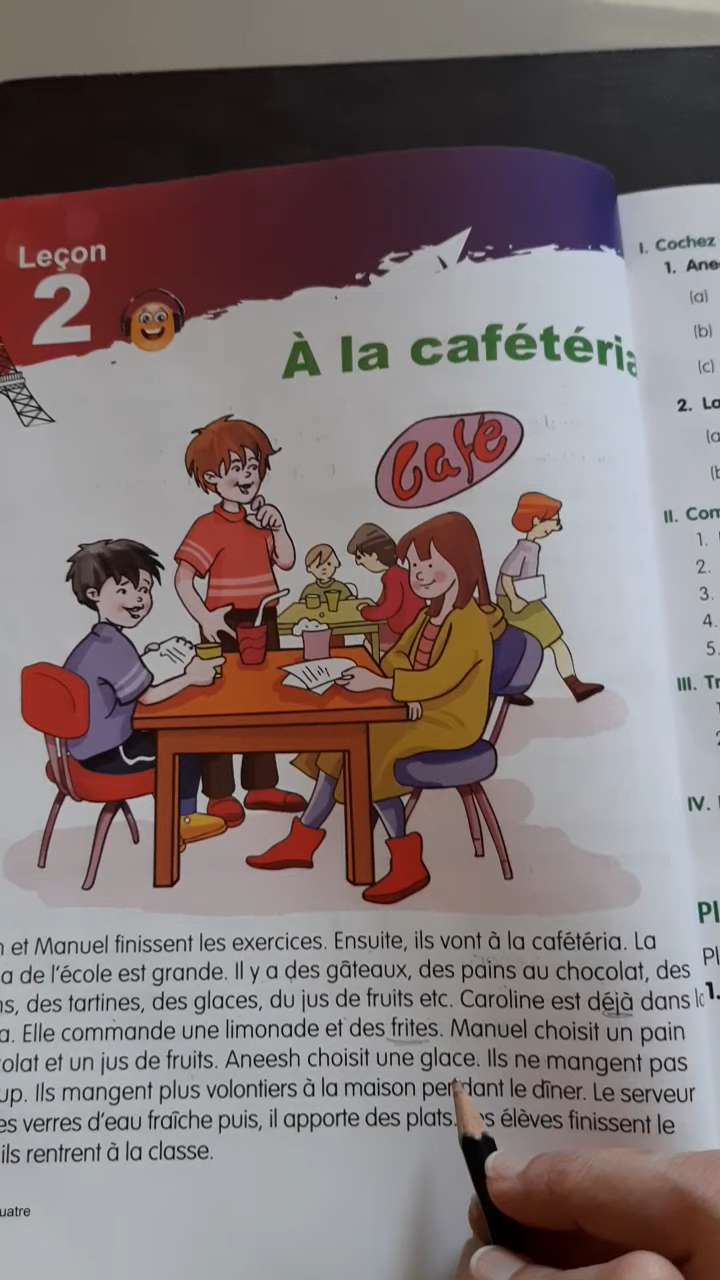 Leçon
2
À la cafétéria
Café
et Manuel finissent les exercices. Ensuite, ils vont à la cafétéria. La
a de l'école est grande. Il y a des gâteaux, des pains au chocolat, des
ns, des tartines, des glaces, du jus de fruits etc. Caroline est déjà dans
a. Elle commande une limonade et des frites. Manuel choisit un pain
colat et un jus de fruits. Aneesh choisit une glace. Ils ne mangent pas
up. Ils mangent plus volontiers à la maison pendant le dîner. Le serveur
es verres d'eau fraîche puis, il apporte des plats. élèves finissent le
ils rentrent à la classe.
uatre
I. Cochez
1. Ane
(a)
(b)
(c)
2. La
(a
(b
II. Com
1.
2.
3.
4.
5.
III. Tr
IV.
Pl
Pl
1.